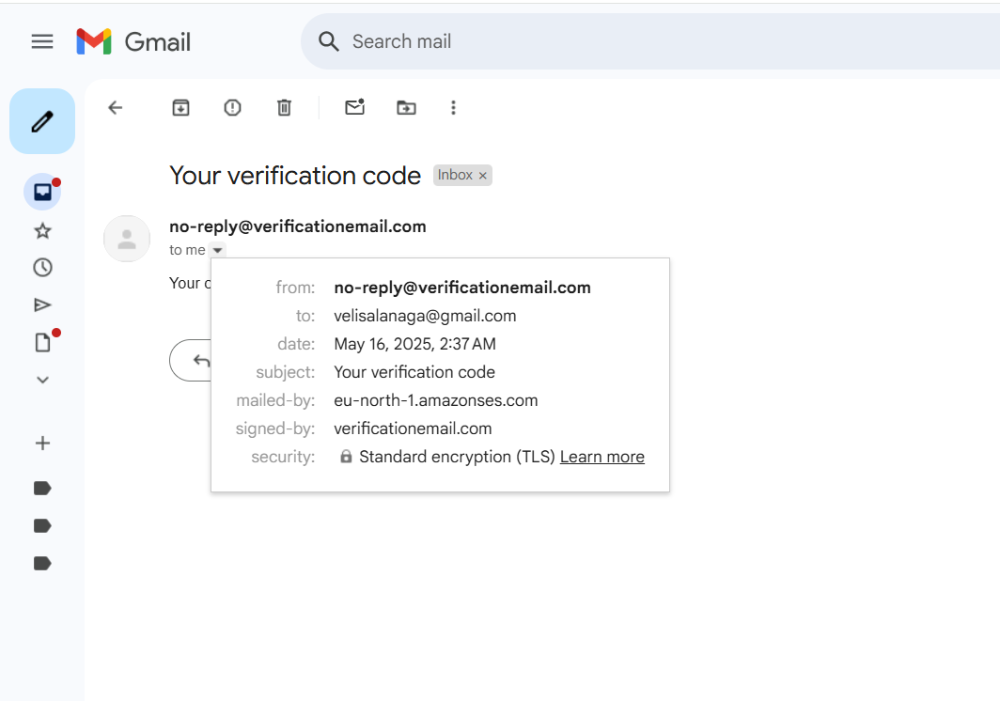 Gmail
Search mail
Your verification code Inbox ×
no-reply@verificationemail.com
to me
Your
from: no-reply@verificationemail.com
to: velisalanaga@gmail.com
date: May 16, 2025, 2:37 AM
subject: Your verification code
mailed-by: eu-north-1.amazonses.com
signed-by: verificationemail.com
security: Standard encryption (TLS) Learn more